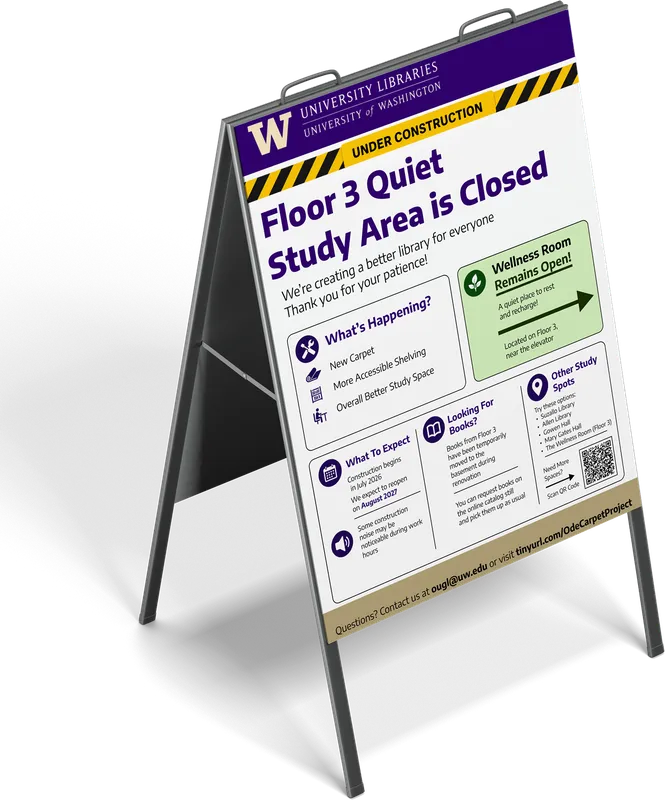 W
UNIVERSITY LIBRARIES
UNIVERSITY of WASHINGTON
UNDER CONSTRUCTION
Floor 3 Quiet
Study Area is Closed
We're creating a better library for everyone
Thank you for your patience!
What's Happening?
New Carpet
More Accessible Shelving
Overall Better Study Space
Wellness Room
Remains Open!
A quiet place to rest
and recharge!
Located on Floor 3,
near the elevator
What To Expect
Construction begins
in July 2026
We expect to reopen
on August 2027
Some construction
noise may be
noticeable during work
hours
Looking For
Books?
Books from Floor 3
have been temporarily
moved to the
basement during
renovation
You can request books on
the online catalog still
and pick them up as usual
Other Study
Spots
Try these options:
• Suzallo Library
• Allen Library
• Gowen Hall
• Mary Gates Hall
• The Wellness Room (Floor 3)
Need More
Spaces?
Scan QR Code
Questions? Contact us at ougl@uw.edu or visit tinyurl.com/OdeCarpetProject